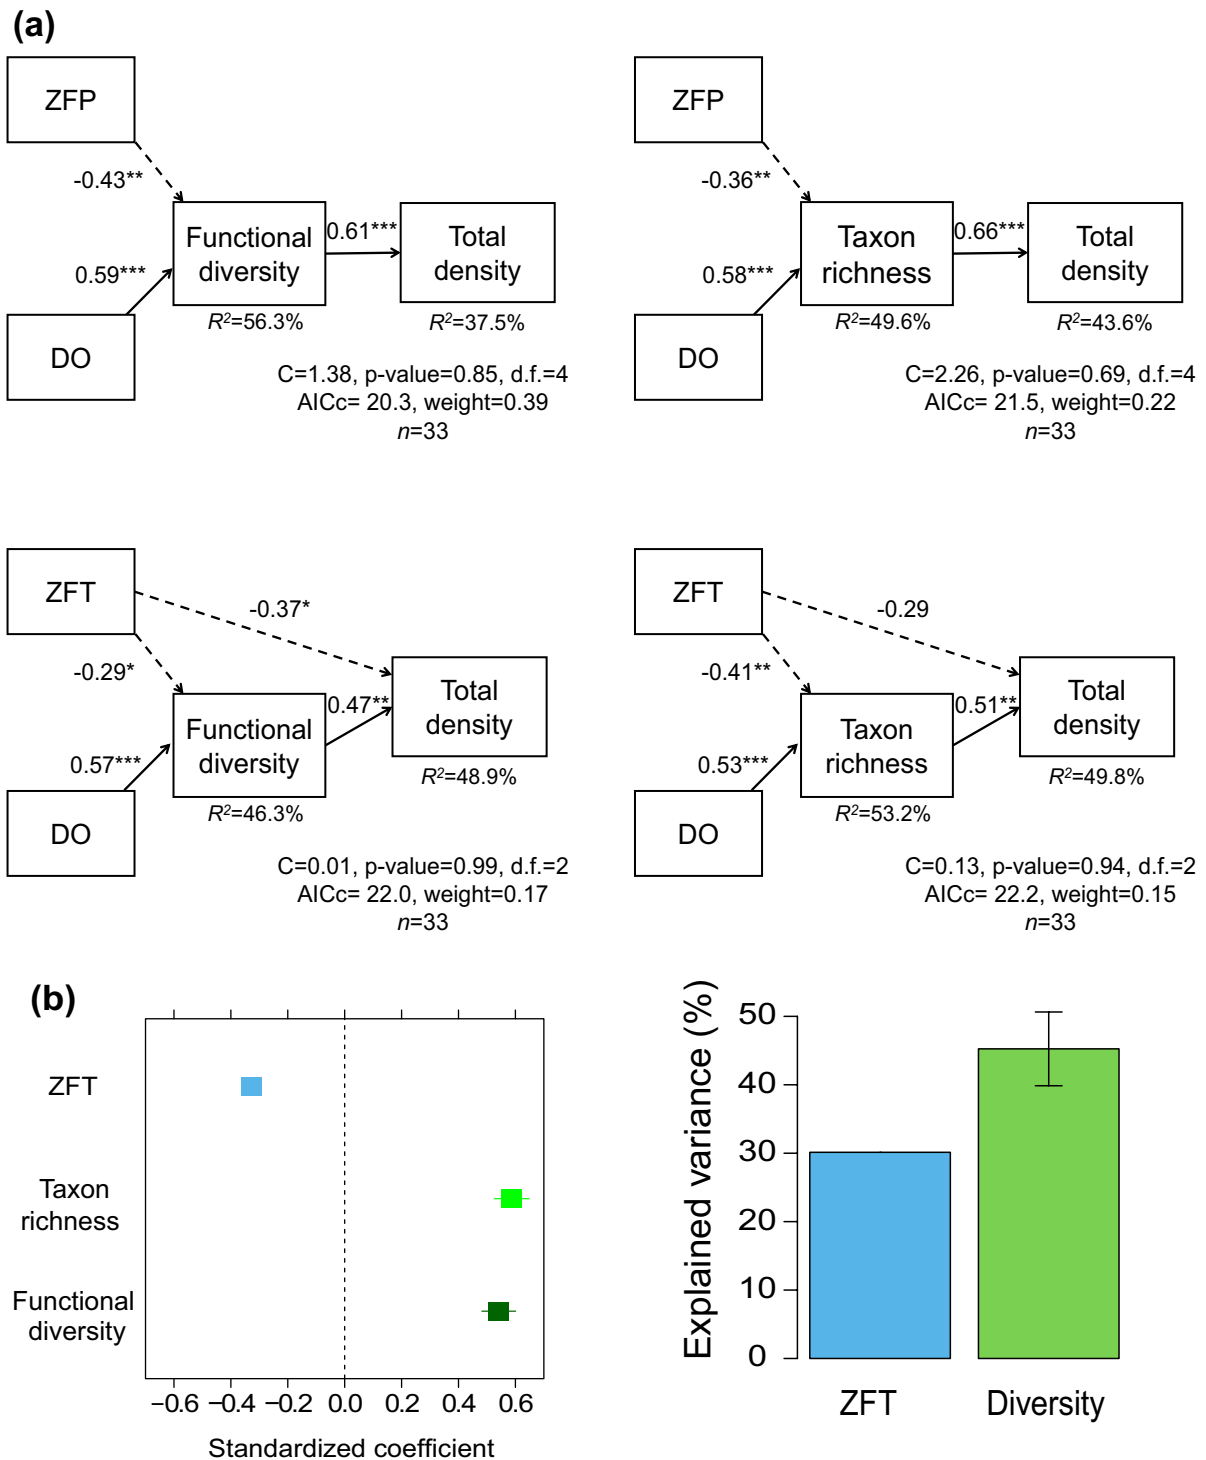 (a)
ZFP
-0.43**
Functional
diversity
0.61***
Total
density
0.59***
DO
R²=56.3%
R²=37.5%
C=1.38, p-value=0.85, d.f.=4
AICc= 20.3, weight=0.39
n=33
ZFP
-0.36**
Taxon
richness
0.66***
Total
density
0.58***
DO
R²=49.6%
R²=43.6%
C=2.26, p-value=0.69, d.f.=4
AICc= 21.5, weight=0.22
n=33
ZFT
-0.37*
-0.29*
Functional
diversity
0.47**
Total
density
0.57***
DO
R²=46.3%
R²=48.9%
C=0.01, p-value=0.99, d.f.=2
AICc= 22.0, weight=0.17
n=33
ZFT
-0.29
-0.41**
Taxon
richness
0.51**
Total
density
0.53***
DO
R²=53.2%
R²=49.8%
C=0.13, p-value=0.94, d.f.=2
AICc= 22.2, weight=0.15
n=33
(b)
ZFT
Taxon
richness
Functional
diversity
−0.6 −0.4 −0.2 0.0 0.2 0.4 0.6
Standardized coefficient
Explained variance (%)
50
40
30
20
10
0
ZFT Diversity